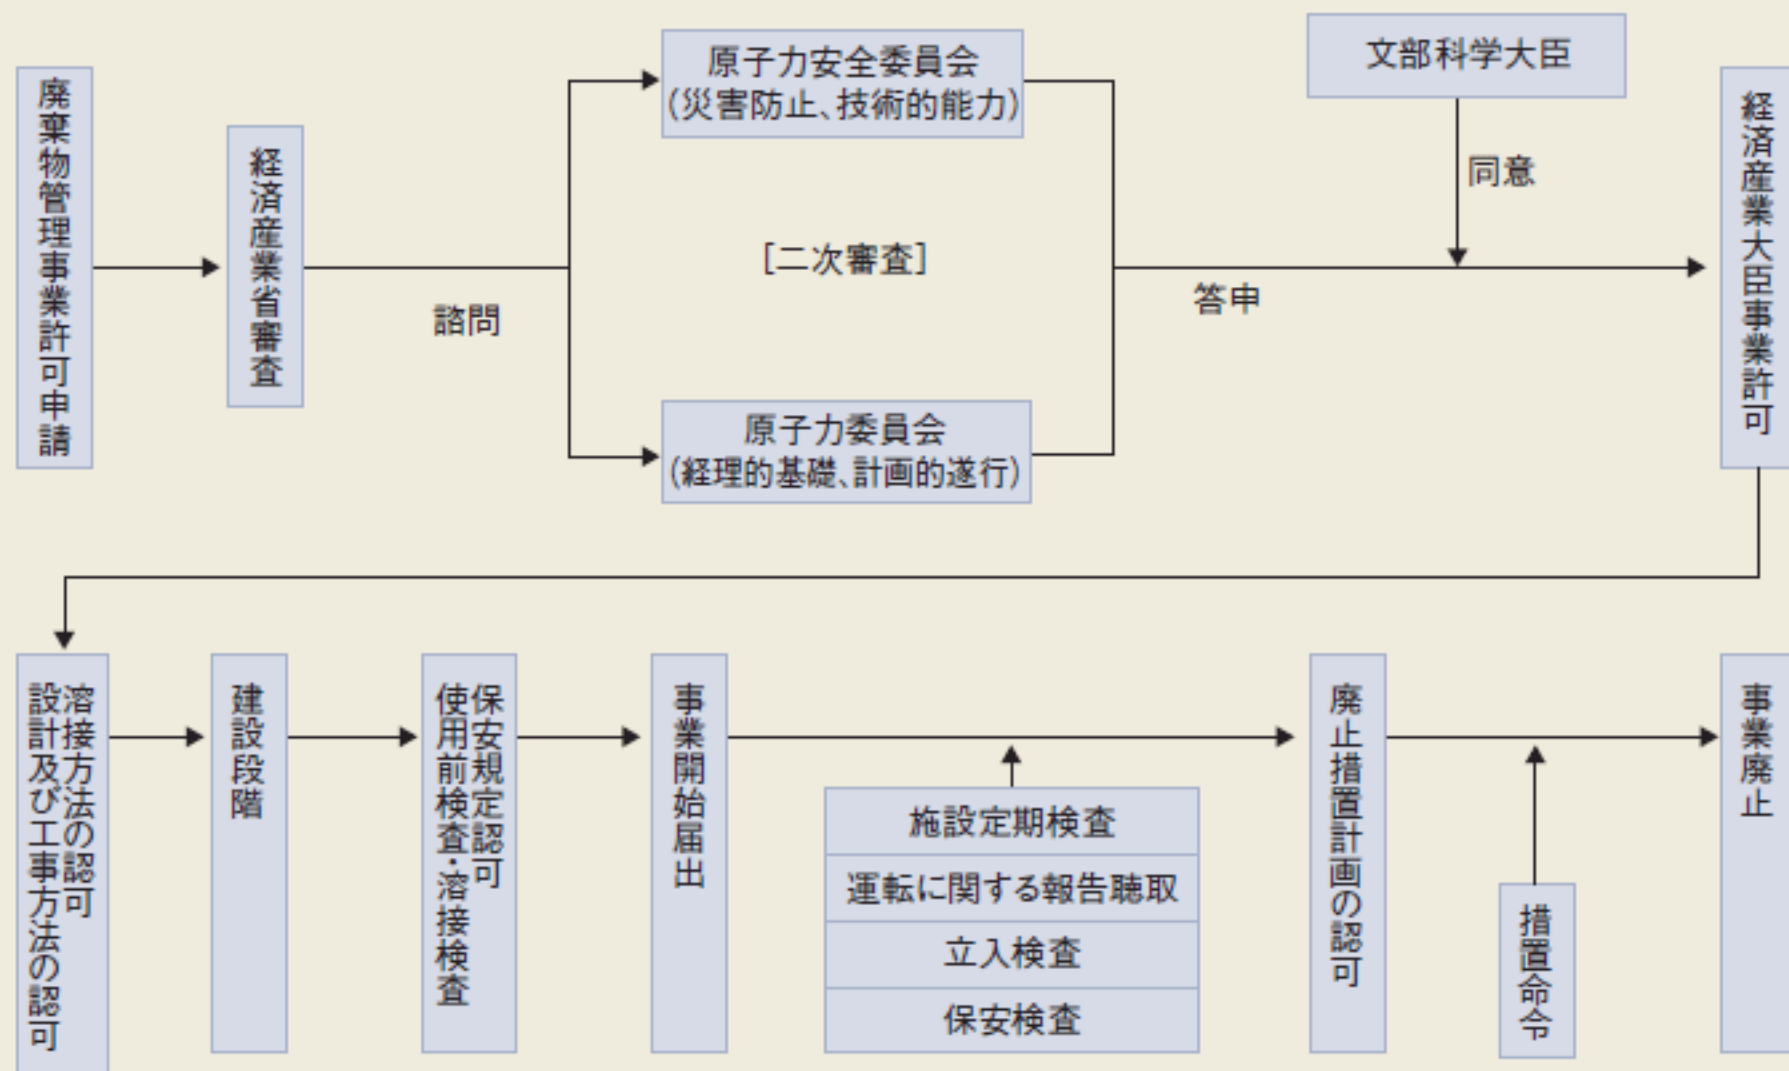 廃棄物管理事業許可申請
経済産業省審査
諮問
原子力安全委員会
(災害防止、技術的能力)
[二次審査]
原子力委員会
(経理的基礎、計画的遂行)
答申
文部科学大臣
同意
経済産業大臣事業許可
溶接方法の認可
設計及び工事方法の認可
建設段階
保安規定認可
使用前検査・溶接検査
事業開始届出
施設定期検査
運転に関する報告聴取
立入検査
保安検査
廃止措置計画の認可
措置命令
事業廃止